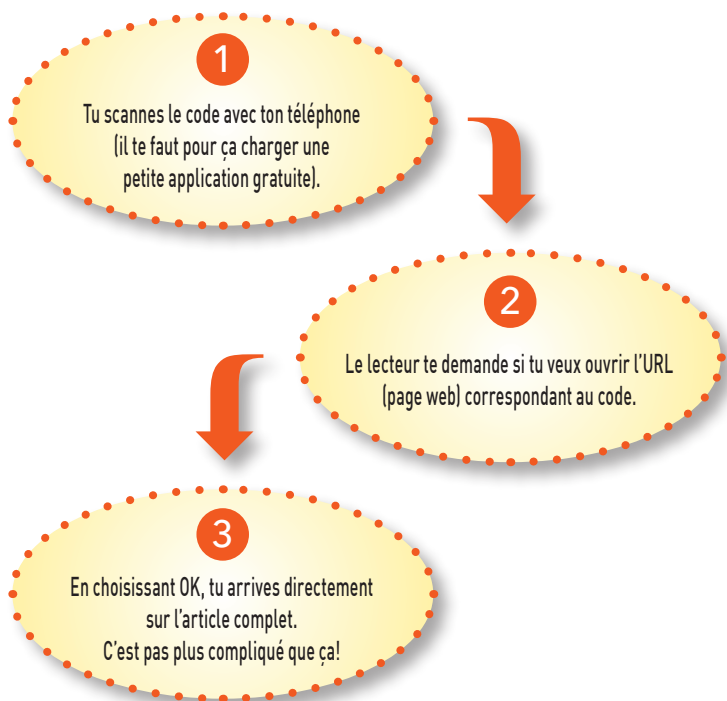 1
Tu scannes le code avec ton téléphone
(il te faut pour ça charger une
petite application gratuite).
2
Le lecteur te demande si tu veux ouvrir l’URL
(page web) correspondant au code.
3
En choisissant OK, tu arrives directement
sur l’article complet.
C’est pas plus compliqué que ça!